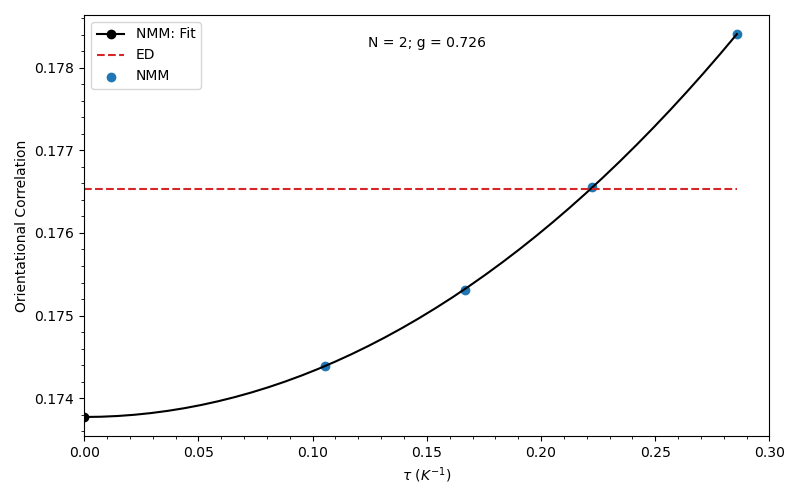 NMM: Fit
ED
NMM
N = 2; g = 0.726
Orientational Correlation
0.178
0.177
0.176
0.175
0.174
0.00 0.05 0.10 0.15 0.20 0.25 0.30
τ (K⁻¹)